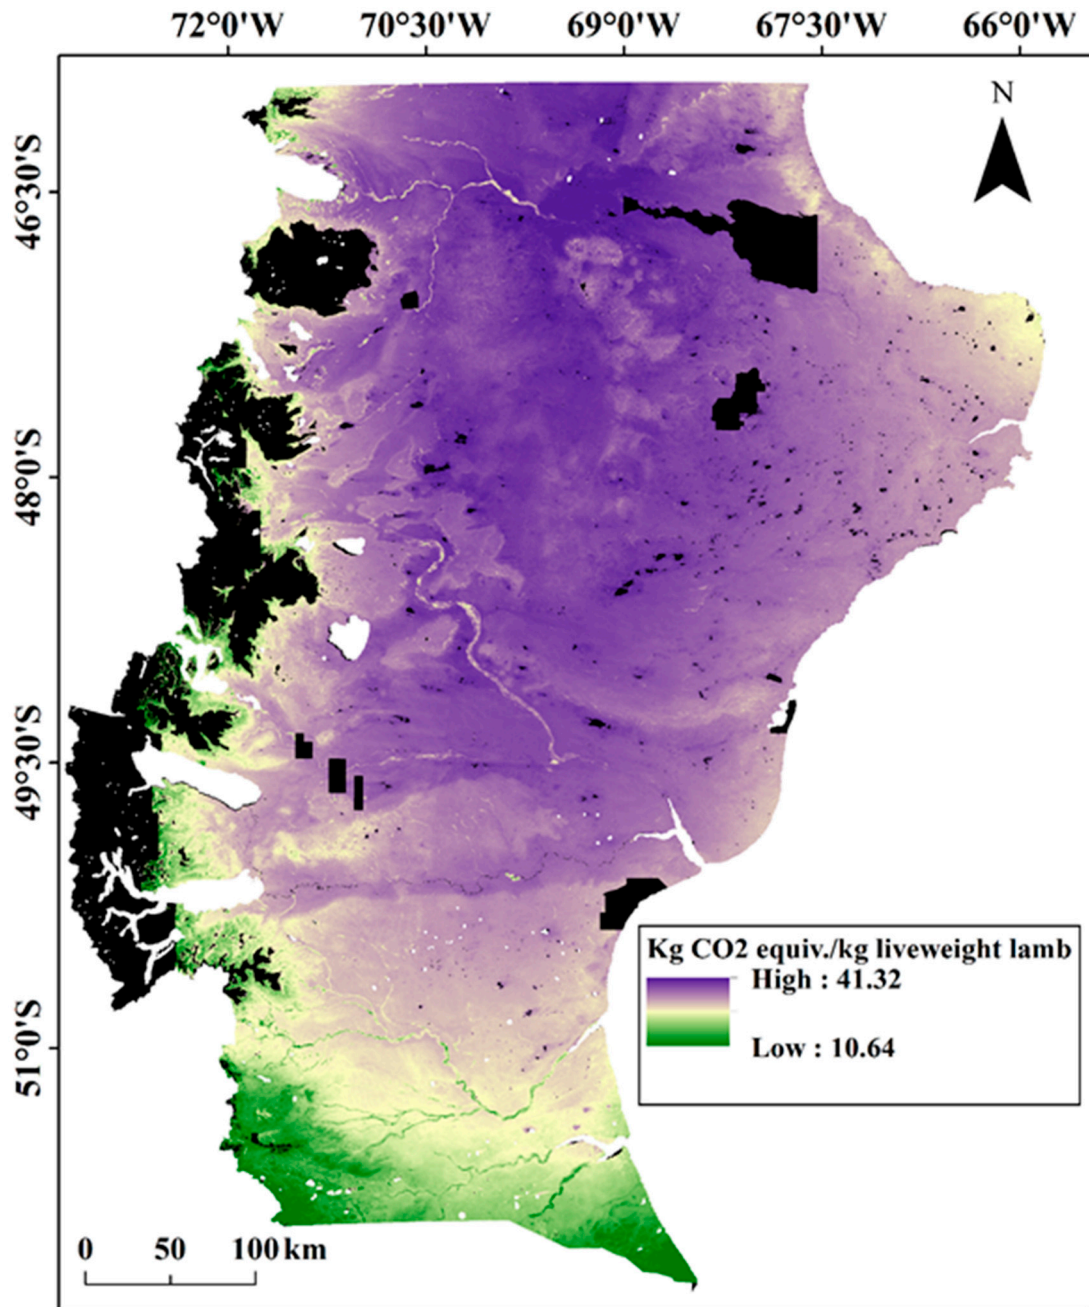 72°0'W 70°30'W 69°0'W 67°30'W 66°0'W
N
46°30'S
48°0'S
49°30'S
51°0'S
Kg CO2 equiv./kg liveweight lamb
High : 41.32
Low : 10.64
0 50 100 km